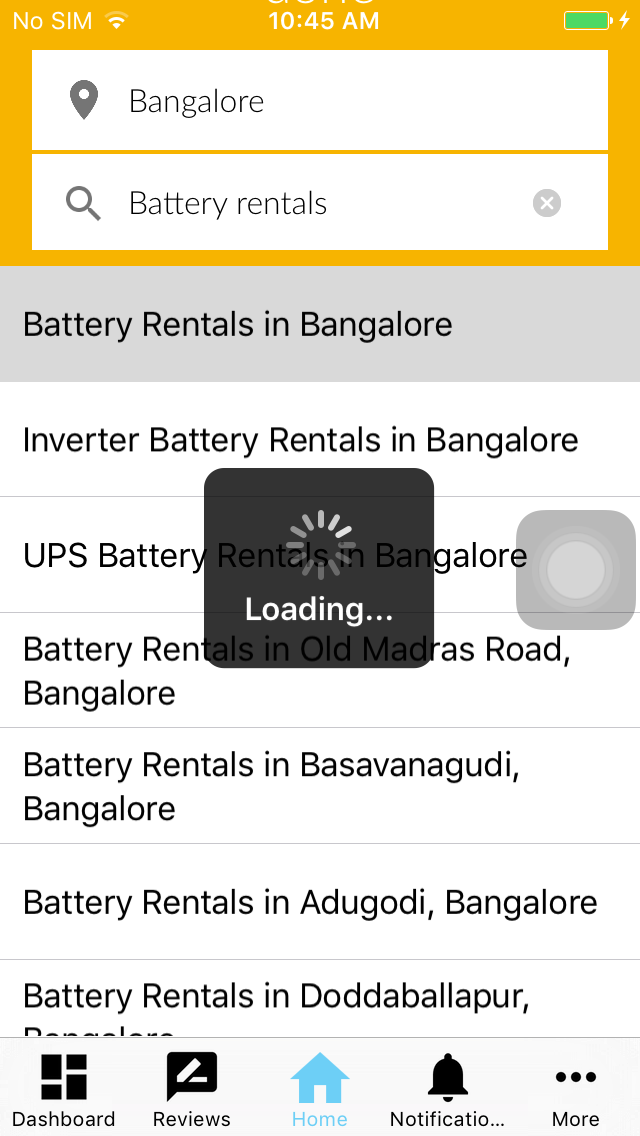 No SIM 10:45 AM
Bangalore
Battery rentals
Battery Rentals in Bangalore
Inverter Battery Rentals in Bangalore
UPS Battery Rentals in Bangalore
Loading...
Battery Rentals in Old Madras Road,
Bangalore
Battery Rentals in Basavanagudi,
Bangalore
Battery Rentals in Adugodi, Bangalore
Battery Rentals in Doddaballapur,
Bangalore
Dashboard Reviews Home Notificatio... More